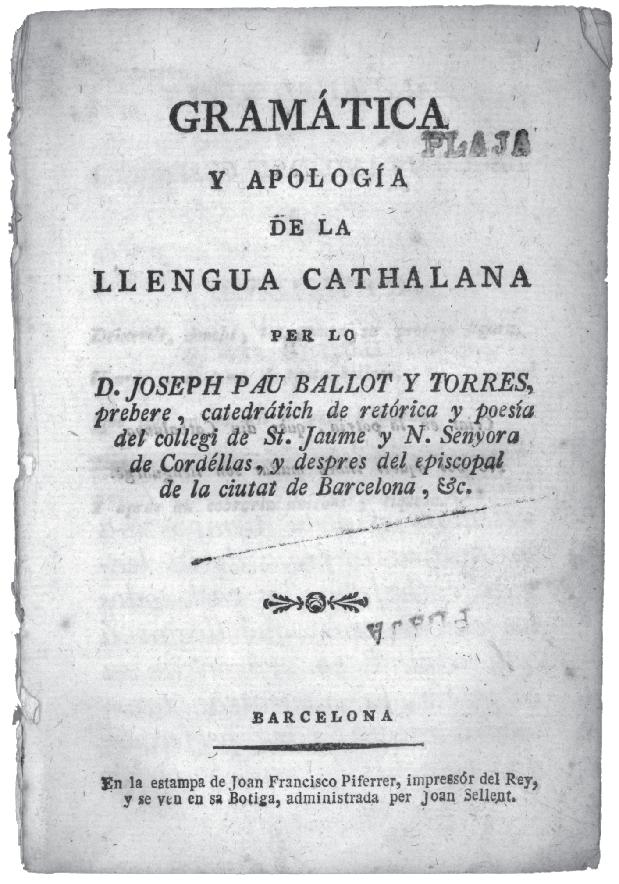 GRAMÁTICA
PLAJA
Y APOLOGÍA
DE LA
LLENGUA CATHALANA
PER LO
D. JOSEPH PAU BALLOT Y TORRES,
prebere, catedrátich de retórica y poesía
del collegi de St. Jaume y N. Senyora
de Cordéllas, y despres del episcopal
de la ciutat de Barcelona, &c.
PLAJA
BARCELONA
En la estampa de Joan Francisco Piferrer, impressór del Rey,
y se ven en sa Botiga, administrada per Joan Sellent.